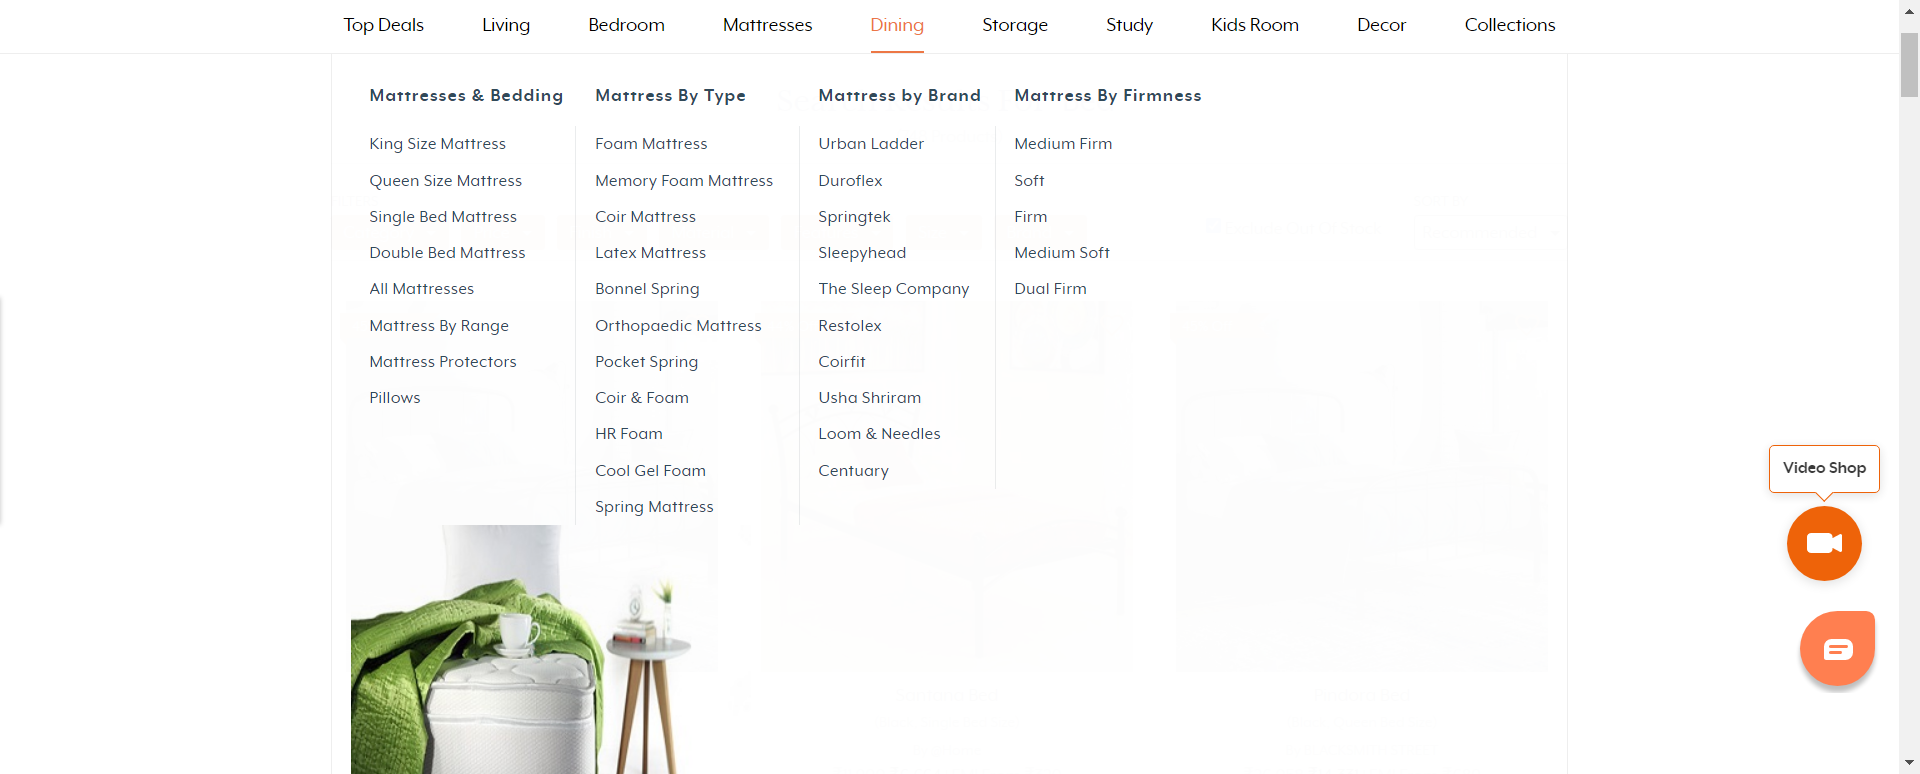 Top Deals Living Bedroom Mattresses Dining Storage Study Kids Room Decor Collections
Mattresses & Bedding
King Size Mattress
Queen Size Mattress
Single Bed Mattress
Double Bed Mattress
All Mattresses
Mattress By Range
Mattress Protectors
Pillows
Mattress By Type
Foam Mattress
Memory Foam Mattress
Coir Mattress
Latex Mattress
Bonnel Spring
Orthopaedic Mattress
Pocket Spring
Coir & Foam
HR Foam
Cool Gel Foam
Spring Mattress
Mattress by Brand
Urban Ladder
Duroflex
Springtek
Sleepyhead
The Sleep Company
Restolex
Coirfit
Usha Shriram
Loom & Needles
Centuary
Mattress By Firmness
Medium Firm
Soft
Firm
Medium Soft
Dual Firm
Video Shop